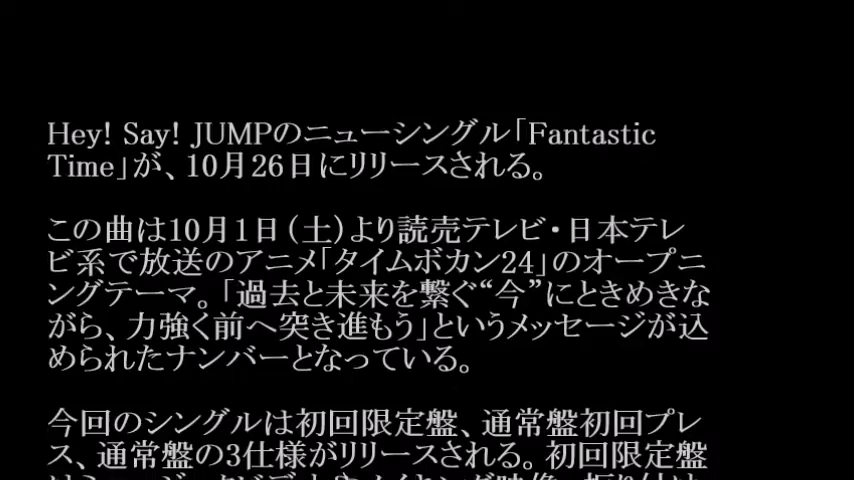 Hey! Say! JUMPのニューシングル「Fantastic
Time」が、10月26日にリリースされる。
この曲は10月1日（土）より読売テレビ・日本テレ
ビ系で放送のアニメ「タイムボカン24」のオープニ
ングテーマ。「過去と未来を繋ぐ“今”にときめきな
がら、力強く前へ突き進もう」というメッセージが込
められたナンバーとなっている。
今回のシングルは初回限定盤、通常盤初回プレ
ス、通常盤の3仕様がリリースされる。初回限定盤